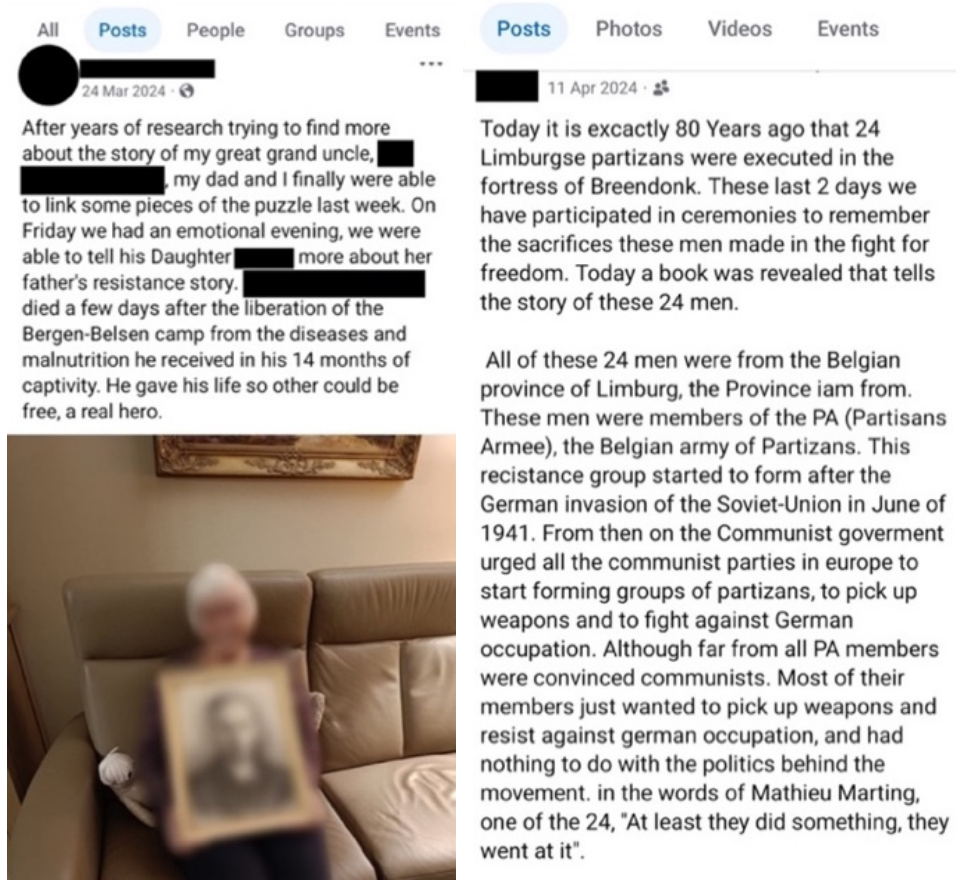 All Posts People Groups Events
24 Mar 2024 ·
After years of research trying to find more
about the story of my great grand uncle,
, my dad and I finally were able
to link some pieces of the puzzle last week. On
Friday we had an emotional evening, we were
able to tell his Daughter more about her
father's resistance story.
died a few days after the liberation of the
Bergen-Belsen camp from the diseases and
malnutrition he received in his 14 months of
captivity. He gave his life so other could be
free, a real hero.
Posts Photos Videos Events
11 Apr 2024 ·
Today it is excactly 80 Years ago that 24
Limburgse partizans were executed in the
fortress of Breendonk. These last 2 days we
have participated in ceremonies to remember
the sacrifices these men made in the fight for
freedom. Today a book was revealed that tells
the story of these 24 men.
All of these 24 men were from the Belgian
province of Limburg, the Province iam from.
These men were members of the PA (Partisans
Armee), the Belgian army of Partizans. This
recistance group started to form after the
German invasion of the Soviet-Union in June of
1941. From then on the Communist goverment
urged all the communist parties in europe to
start forming groups of partizans, to pick up
weapons and to fight against German
occupation. Although far from all PA members
were convinced communists. Most of their
members just wanted to pick up weapons and
resist against german occupation, and had
nothing to do with the politics behind the
movement. in the words of Mathieu Marting,
one of the 24, "At least they did something, they
went at it".